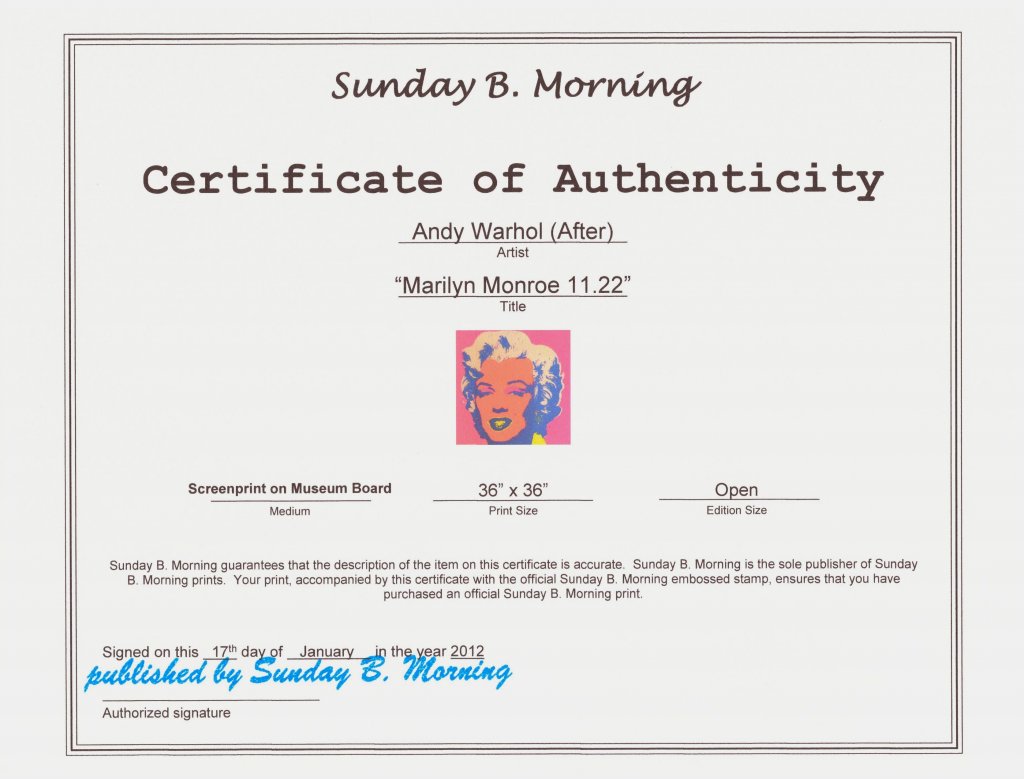 Sunday B. Morning
Certificate of Authenticity
Andy Warhol (After)
Artist
“Marilyn Monroe 11.22”
Title
Screenprint on Museum Board
Medium
36” x 36”
Print Size
Open
Edition Size
Sunday B. Morning guarantees that the description of the item on this certificate is accurate.  Sunday B. Morning is the sole publisher of Sunday
B. Morning prints.  Your print, accompanied by this certificate with the official Sunday B. Morning embossed stamp, ensures that you have
purchased an official Sunday B. Morning print.
Signed on this 17th day of January in the year 2012
published by Sunday B. Morning
Authorized signature